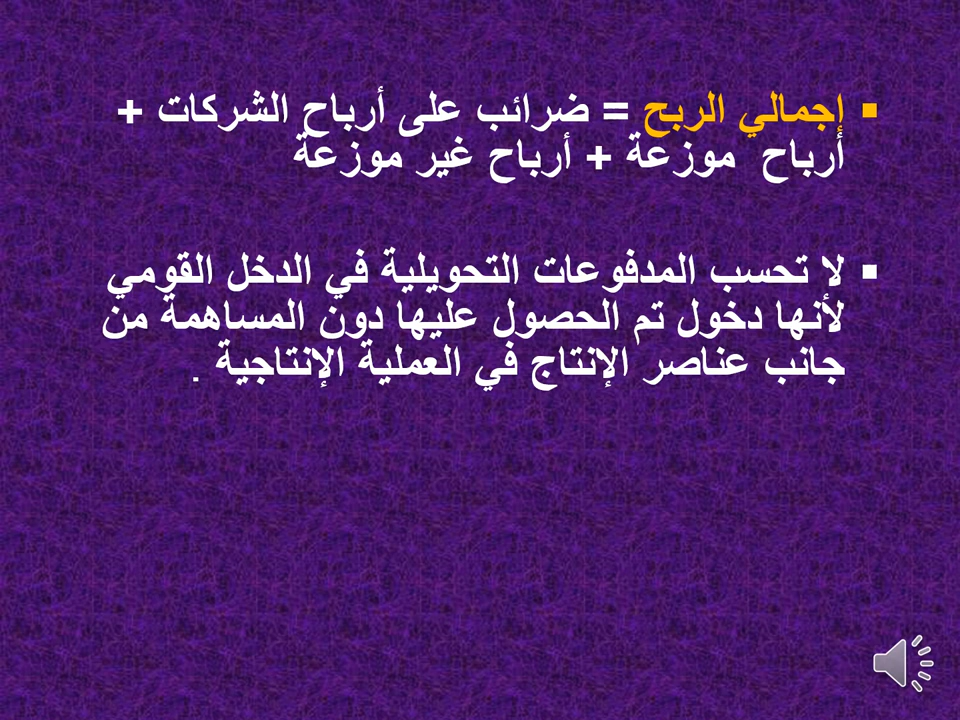 ▪ إجمالي الربح = ضرائب على أرباح الشركات +
أرباح موزعة + أرباح غير موزعة
▪ لا تحسب المدفوعات التحويلية في الدخل القومي
لأنها دخول تم الحصول عليها دون المساهمة من
جانب عناصر الإنتاج في العملية الإنتاجية .